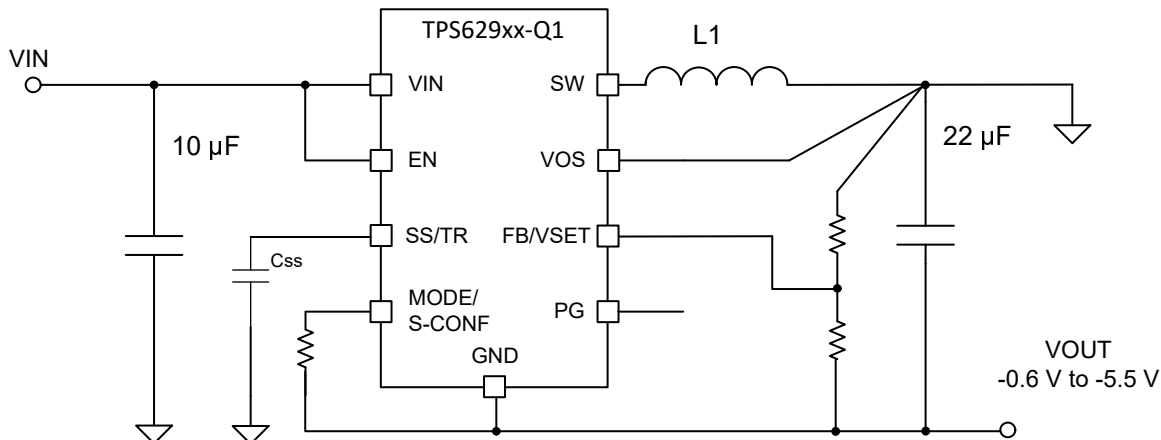 TPS629xx-Q1
L1
VIN
VIN
SW
10 µF
22 µF
EN
VOS
SS/TR
FB/VSET
Css
MODE/
S-CONF
PG
GND
VOUT
-0.6 V to -5.5 V